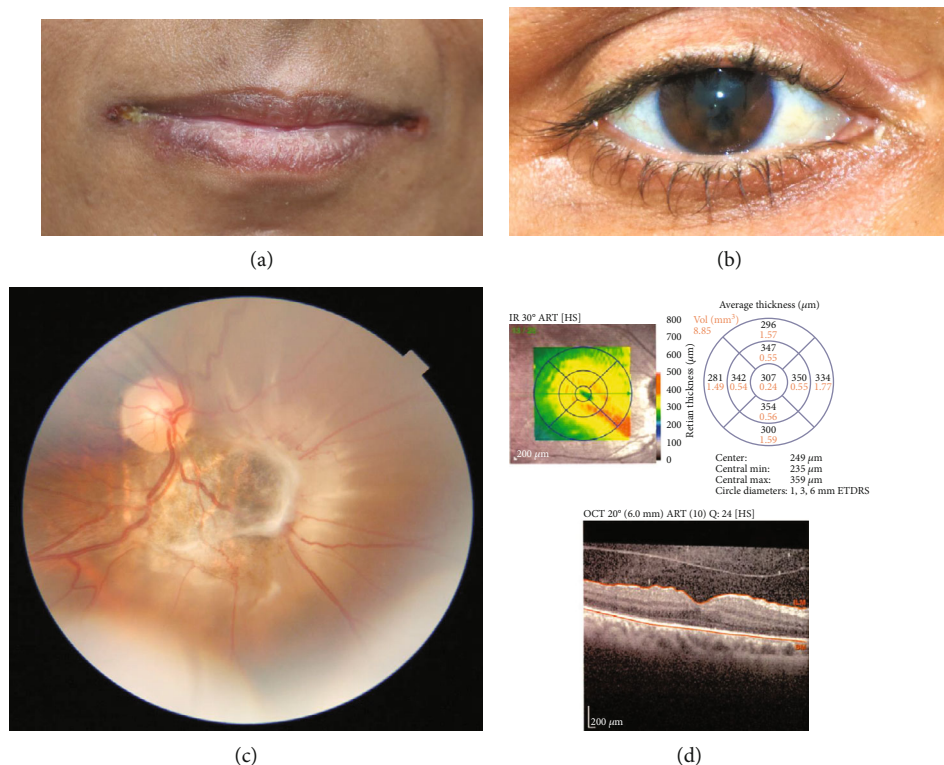 (a)
(b)
(c)
IR 30° ART [HS]
200 µm
800
700
600
500
400
300
200
100
0
Retian thickness (µm)
Average thickness (µm)
Vol (mm³)
8.85
296
1.57
347
0.55
281 342 307 350 334
1.49 0.54 0.24 0.55 1.77
354
0.56
300
1.59
Center: 249 µm
Central min: 235 µm
Central max: 359 µm
Circle diameters: 1, 3, 6 mm ETDRS
OCT 20° (6.0 mm) ART (10) Q: 24 [HS]
ILM
200 µm
(d)